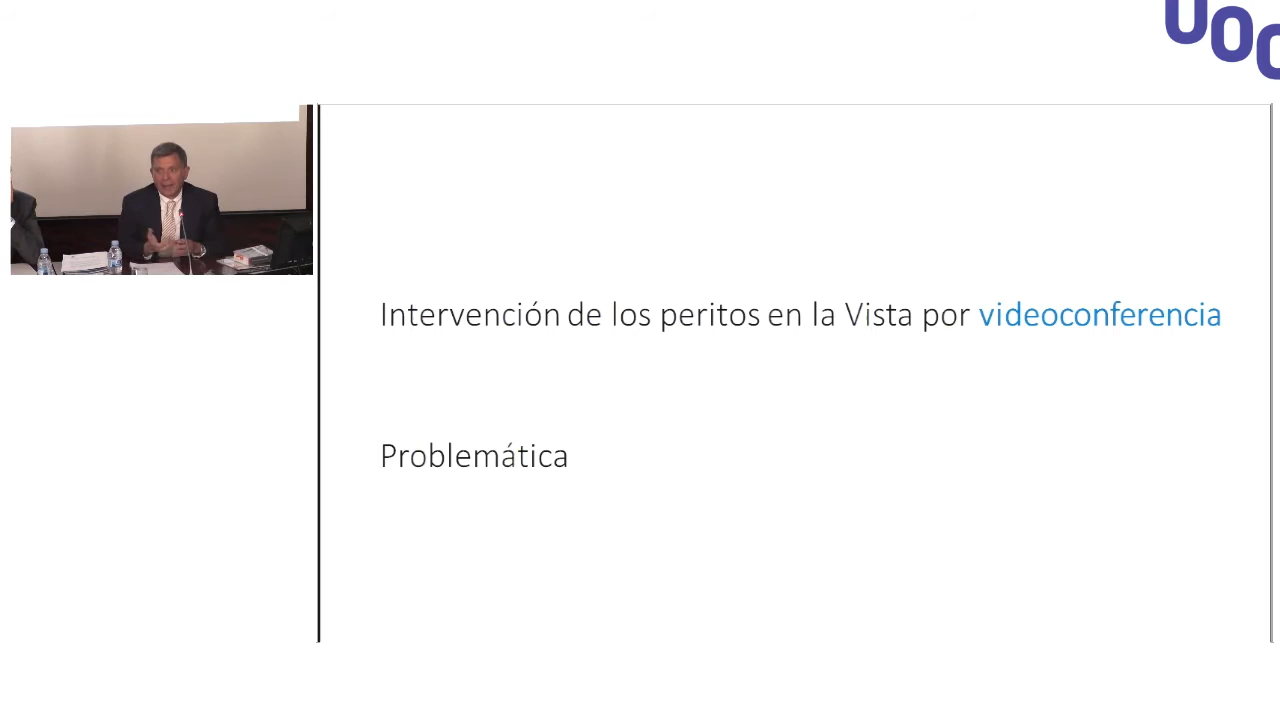 UOC
Intervención de los peritos en la Vista por videoconferencia
Problemática